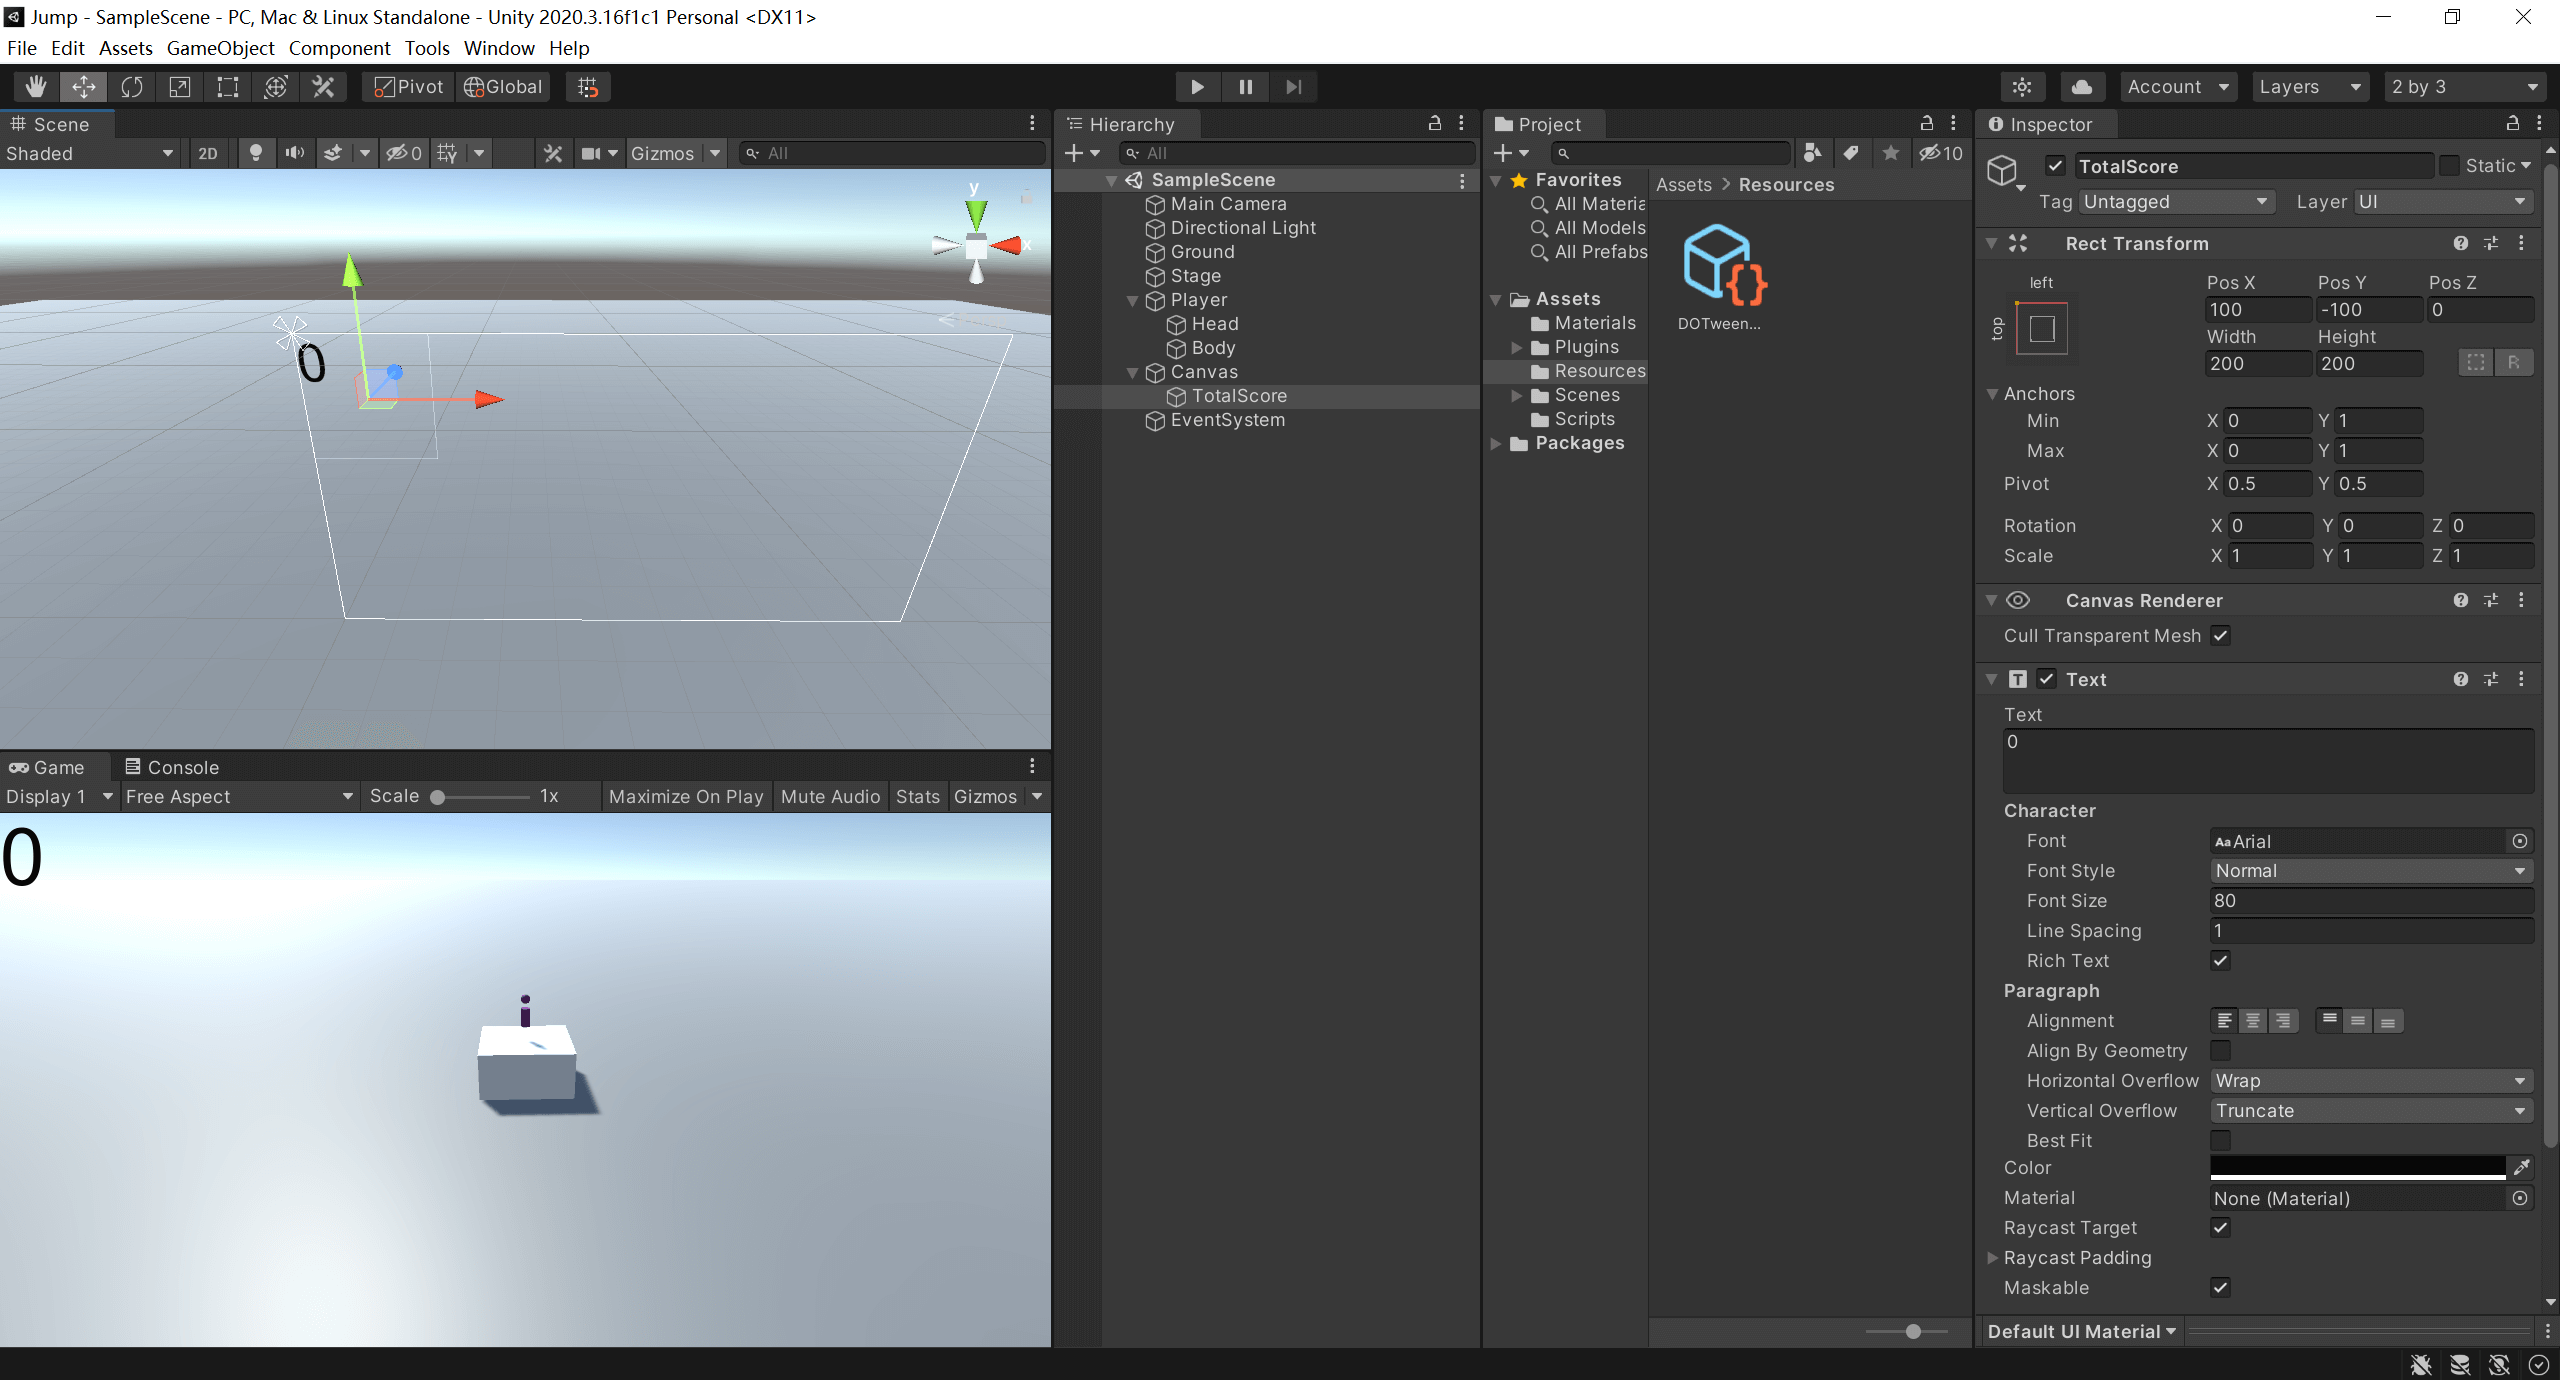 Jump - SampleScene - PC, Mac & Linux Standalone - Unity 2020.3.16f1c1 Personal <DX11>
File Edit Assets GameObject Component Tools Window Help
Pivot Global Account Layers 2 by 3
Scene
Shaded 2D 0 Gizmos All
y
x
0
Game Console
Display 1 Free Aspect Scale 1x Maximize On Play Mute Audio Stats Gizmos
0
Hierarchy
All
SampleScene
Main Camera
Directional Light
Ground
Stage
Player
Head
Body
Canvas
TotalScore
EventSystem
Project
10
Favorites
All Materia
All Models
All Prefabs
Assets
Materials
Plugins
Resources
Scenes
Scripts
Packages
Assets > Resources
DOTween...
Inspector
TotalScore Static
Tag Untagged Layer UI
Rect Transform
left
top
Pos X Pos Y Pos Z
100 -100 0
Width Height
200 200
R
Anchors
Min X 0 Y 1
Max X 0 Y 1
Pivot X 0.5 Y 0.5
Rotation X 0 Y 0 Z 0
Scale X 1 Y 1 Z 1
Canvas Renderer
Cull Transparent Mesh
T Text
Text
0
Character
Font Aa Arial
Font Style Normal
Font Size 80
Line Spacing 1
Rich Text
Paragraph
Alignment
Align By Geometry
Horizontal Overflow Wrap
Vertical Overflow Truncate
Best Fit
Color
Material None (Material)
Raycast Target
Raycast Padding
Maskable
Default UI Material